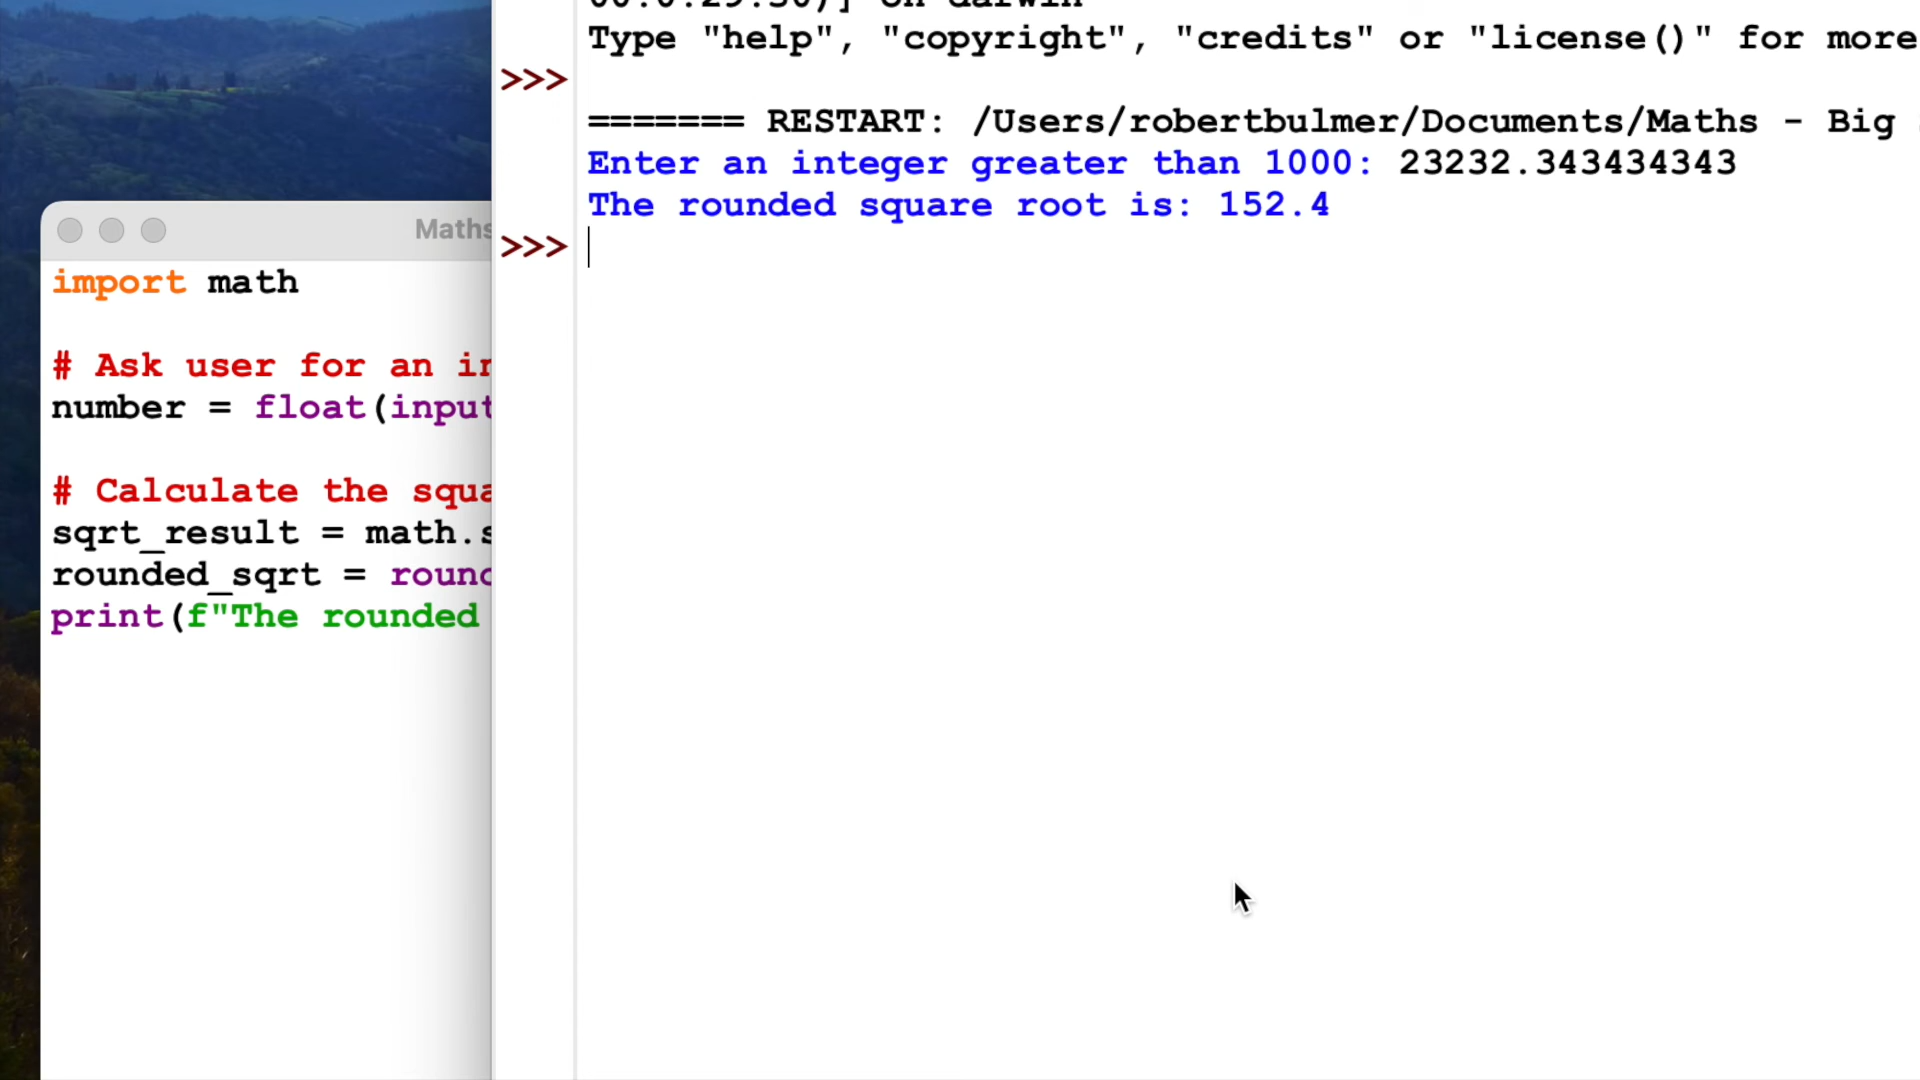 Type "help", "copyright", "credits" or "license()" for more
>>>
======= RESTART: /Users/robertbulmer/Documents/Maths - Big
Enter an integer greater than 1000: 23232.343434343
The rounded square root is: 152.4
>>>
Maths
import math
# Ask user for an in
number = float(input
# Calculate the squa
sqrt_result = math.s
rounded_sqrt = round
print(f"The rounded